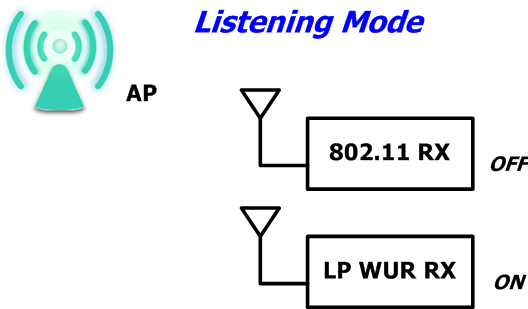 Listening Mode
AP
802.11 RX
OFF
LP WUR RX
ON